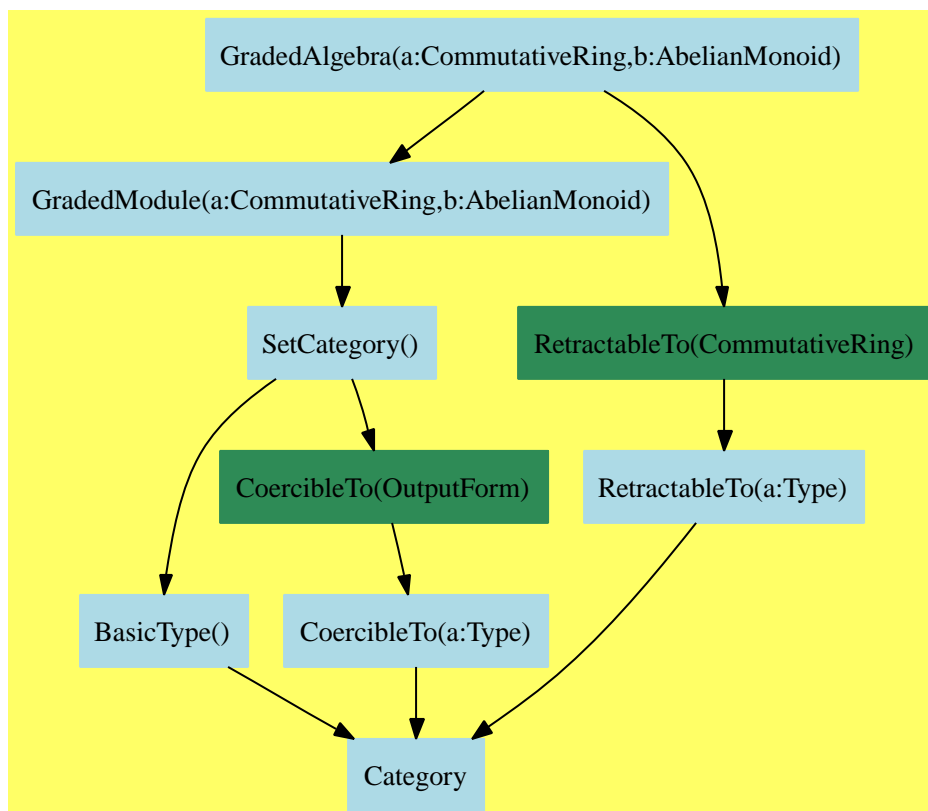 GradedAlgebra(a:CommutativeRing,b:AbelianMonoid)
GradedModule(a:CommutativeRing,b:AbelianMonoid)
SetCategory()
RetractableTo(CommutativeRing)
CoercibleTo(OutputForm)
RetractableTo(a:Type)
BasicType()
CoercibleTo(a:Type)
Category